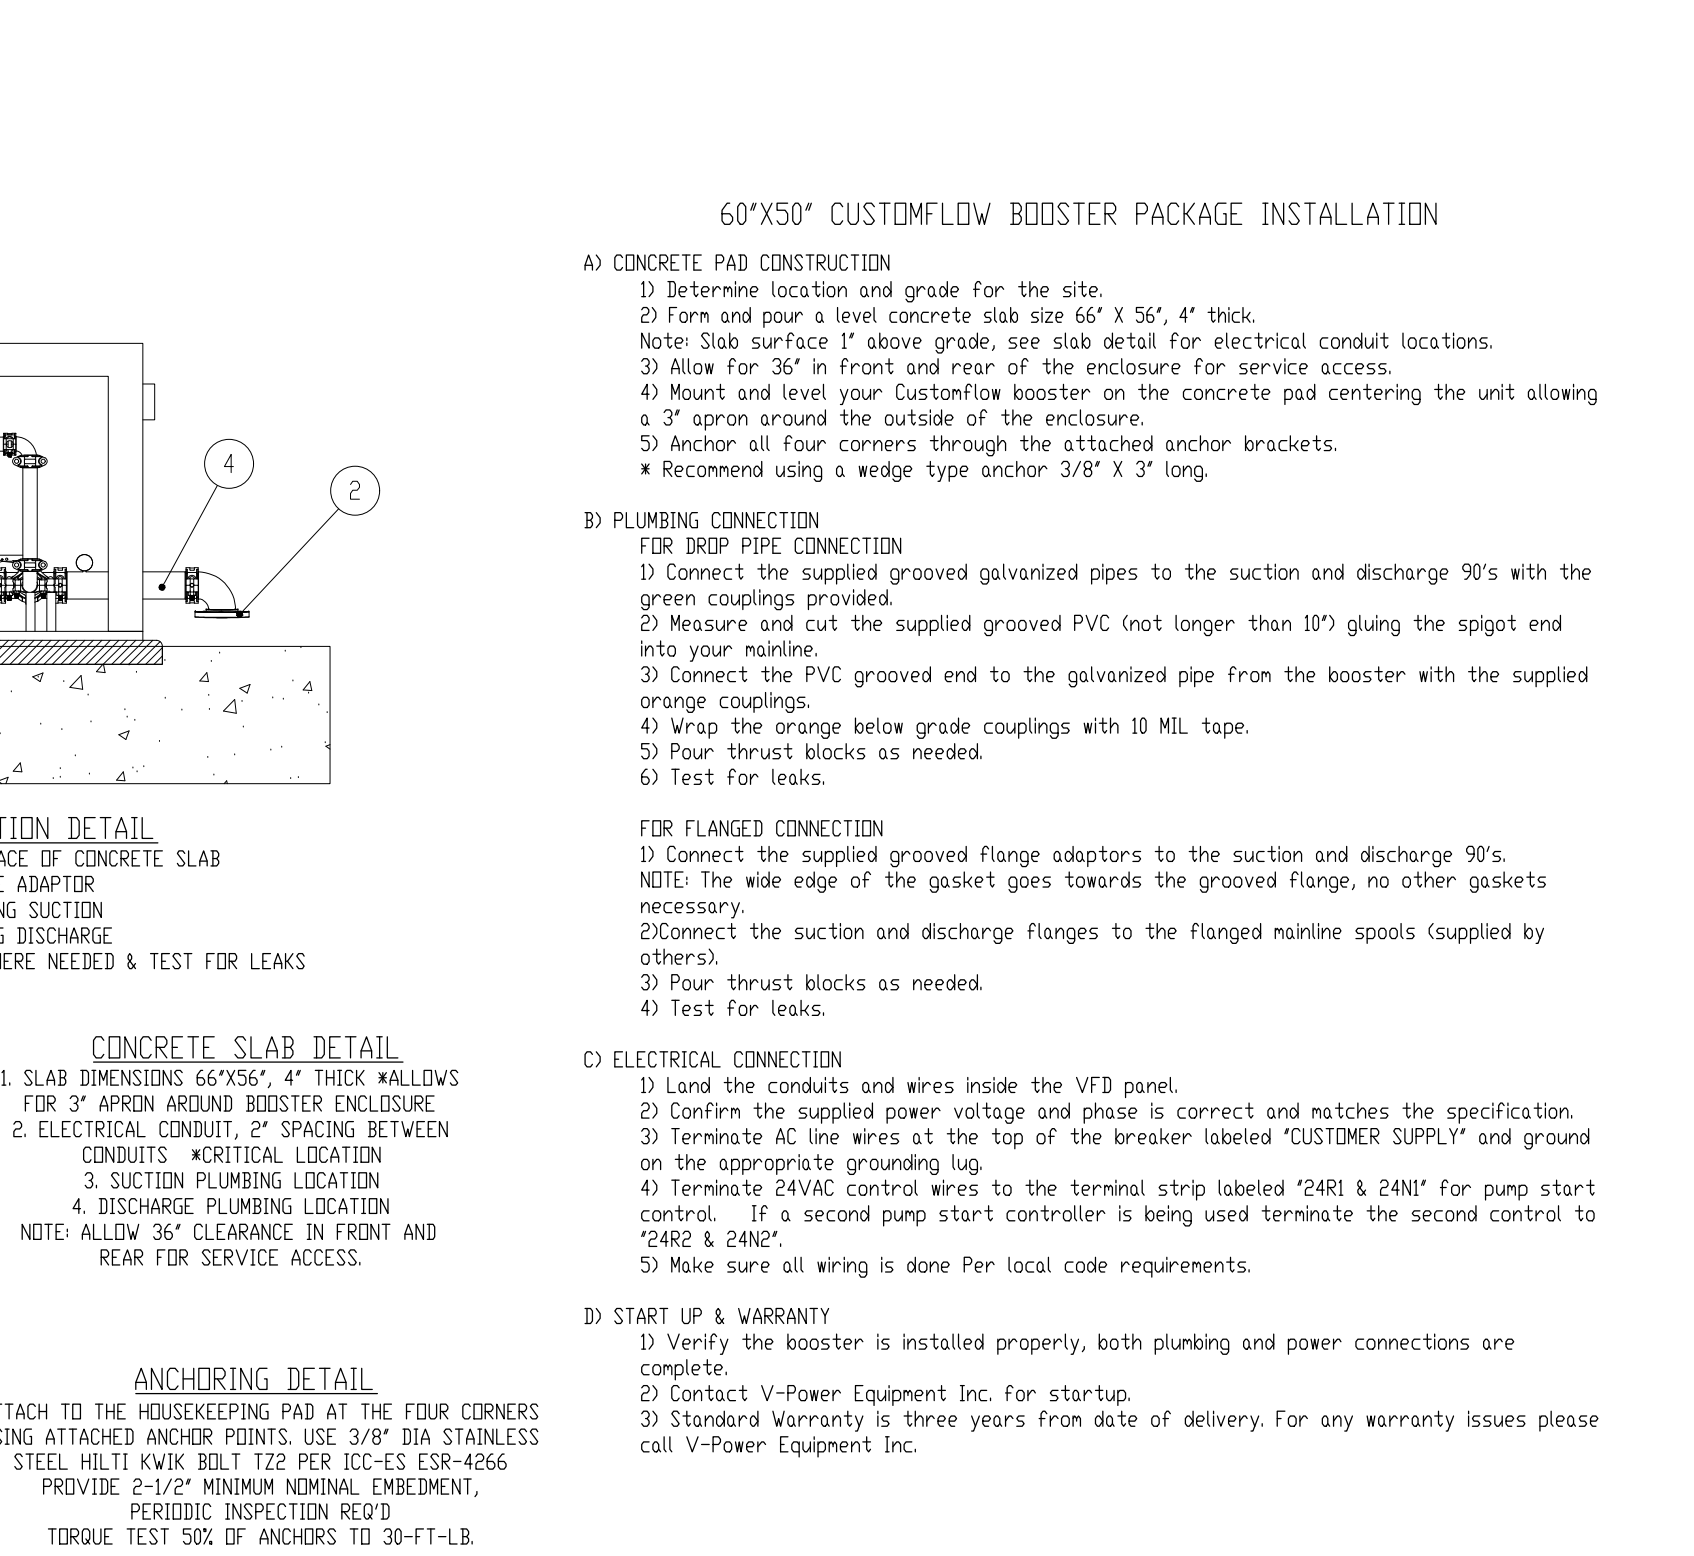 60"X50" CUSTOMFLOW BOOSTER PACKAGE INSTALLATION
A) CONCRETE PAD CONSTRUCTION
1) Determine location and grade for the site.
2) Form and pour a level concrete slab size 66" X 56", 4" thick.
Note: Slab surface 1" above grade, see slab detail for electrical conduit locations.
3) Allow for 36" in front and rear of the enclosure for service access.
4) Mount and level your Customflow booster on the concrete pad centering the unit allowing
a 3" apron around the outside of the enclosure.
5) Anchor all four corners through the attached anchor brackets.
* Recommend using a wedge type anchor 3/8" X 3" long.
B) PLUMBING CONNECTION
FOR DROP PIPE CONNECTION
1) Connect the supplied grooved galvanized pipes to the suction and discharge 90's with the
green couplings provided.
2) Measure and cut the supplied grooved PVC (not longer than 10") gluing the spigot end
into your mainline.
3) Connect the PVC grooved end to the galvanized pipe from the booster with the supplied
orange couplings.
4) Wrap the orange below grade couplings with 10 MIL tape.
5) Pour thrust blocks as needed.
6) Test for leaks.
FOR FLANGED CONNECTION
1) Connect the supplied grooved flange adaptors to the suction and discharge 90's.
NOTE: The wide edge of the gasket goes towards the grooved flange, no other gaskets
necessary.
2)Connect the suction and discharge flanges to the flanged mainline spools (supplied by
others).
3) Pour thrust blocks as needed.
4) Test for leaks.
C) ELECTRICAL CONNECTION
1) Land the conduits and wires inside the VFD panel.
2) Confirm the supplied power voltage and phase is correct and matches the specification.
3) Terminate AC line wires at the top of the breaker labeled "CUSTOMER SUPPLY" and ground
on the appropriate grounding lug.
4) Terminate 24VAC control wires to the terminal strip labeled "24R1 & 24N1" for pump start
control. If a second pump start controller is being used terminate the second control to
"24R2 & 24N2".
5) Make sure all wiring is done Per local code requirements.
D) START UP & WARRANTY
1) Verify the booster is installed properly, both plumbing and power connections are
complete.
2) Contact V-Power Equipment Inc. for startup.
3) Standard Warranty is three years from date of delivery. For any warranty issues please
call V-Power Equipment Inc.
4
2
TION DETAIL
ACE OF CONCRETE SLAB
ADAPTOR
NG SUCTION
DISCHARGE
HERE NEEDED & TEST FOR LEAKS
CONCRETE SLAB DETAIL
1. SLAB DIMENSIONS 66"X56", 4" THICK *ALLOWS
FOR 3" APRON AROUND BOOSTER ENCLOSURE
2. ELECTRICAL CONDUIT, 2" SPACING BETWEEN
CONDUITS *CRITICAL LOCATION
3. SUCTION PLUMBING LOCATION
4. DISCHARGE PLUMBING LOCATION
NOTE: ALLOW 36" CLEARANCE IN FRONT AND
REAR FOR SERVICE ACCESS.
ANCHORING DETAIL
TTACH TO THE HOUSEKEEPING PAD AT THE FOUR CORNERS
SING ATTACHED ANCHOR POINTS. USE 3/8" DIA STAINLESS
STEEL HILTI KWIK BOLT TZ2 PER ICC-ES ESR-4266
PROVIDE 2-1/2" MINIMUM NOMINAL EMBEDMENT,
PERIODIC INSPECTION REQ'D
TORQUE TEST 50% OF ANCHORS TO 30-FT-LB.